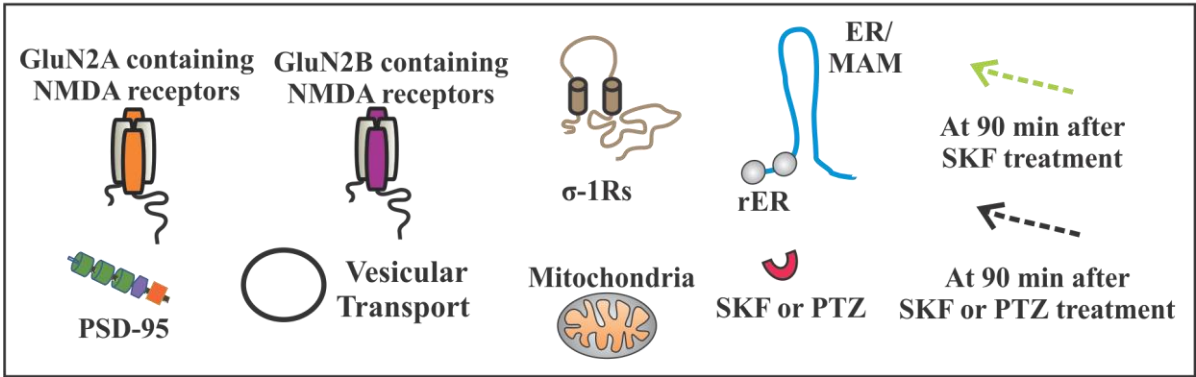 GluN2A containing
NMDA receptors
GluN2B containing
NMDA receptors
σ-1Rs
ER/
MAM
rER
At 90 min after
SKF treatment
PSD-95
Vesicular
Transport
Mitochondria
SKF or PTZ
At 90 min after
SKF or PTZ treatment